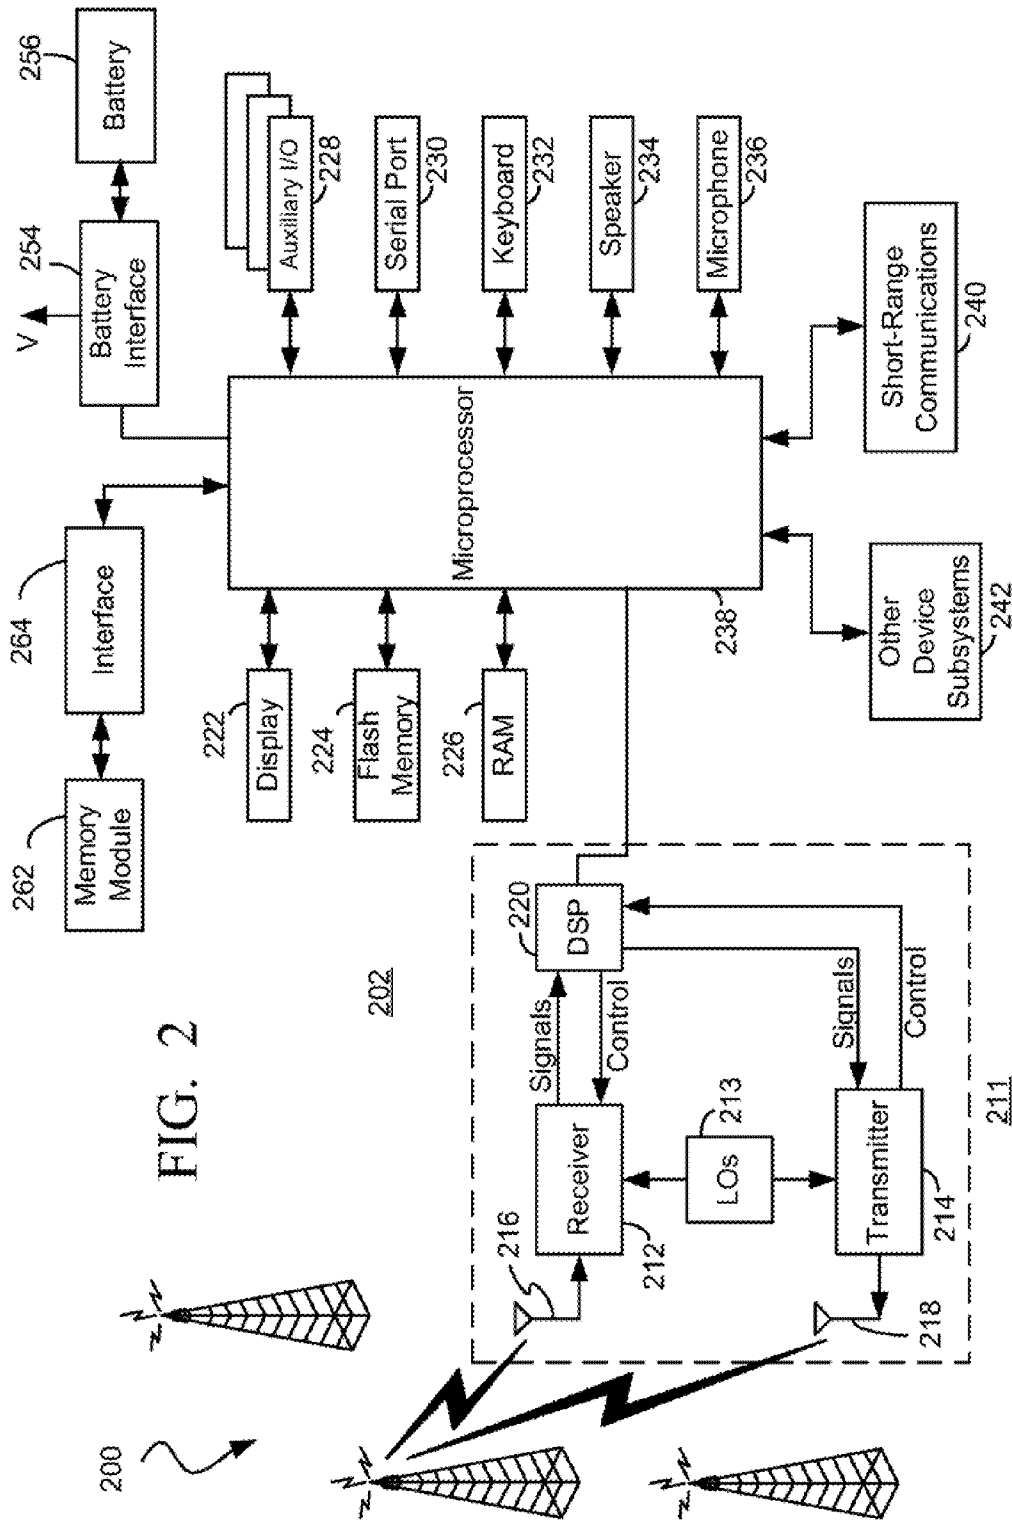 FIG. 2
200
202
262
Memory
Module
264
Interface
V
254
Battery
Interface
256
Battery
222
Display
224
Flash
Memory
226
RAM
Microprocessor
238
Auxiliary I/O
228
Serial Port
230
Keyboard
232
Speaker
234
Microphone
236
216
Receiver
212
Signals
Control
220
DSP
LOs
213
218
Transmitter
214
Signals
Control
211
Other
Device
Subsystems
242
Short-Range
Communications
240